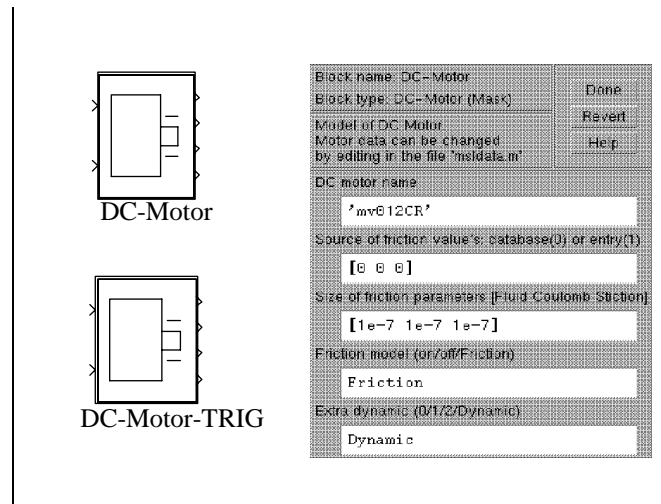 DC-Motor
DC-Motor-TRIG
Block name: DC-Motor
Block type: DC-Motor (Mask)
Done
Revert
Help
Model of DC Motor
Motor data can be changed
by editing in the file 'msldata.m'
DC motor name
'mv012CR'
Source of friction value's: database(0) or entry(1)
[0 0 0]
Size of friction parameters [Fluid Coulomb Stiction]
[1e-7 1e-7 1e-7]
Friction model (on/off/Friction)
Friction
Extra dynamic (0/1/2/Dynamic)
Dynamic